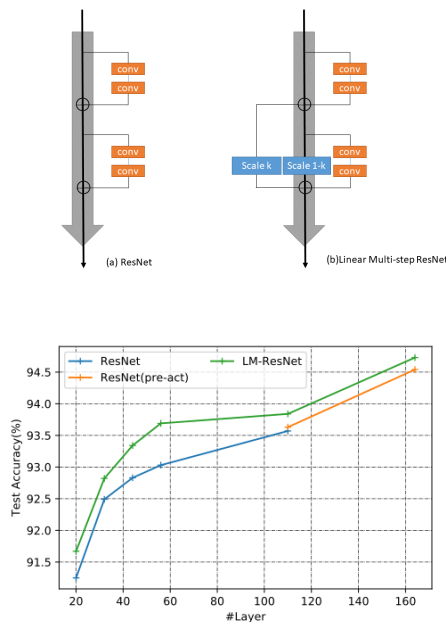 conv
conv
conv
conv
(a) ResNet
conv
conv
Scale k
Scale 1-k
conv
conv
(b)Linear Multi-step ResNet
ResNet
ResNet(pre-act)
LM-ResNet
Test Accuracy(%)
94.5
94.0
93.5
93.0
92.5
92.0
91.5
20
40
60
80
100
120
140
160
#Layer